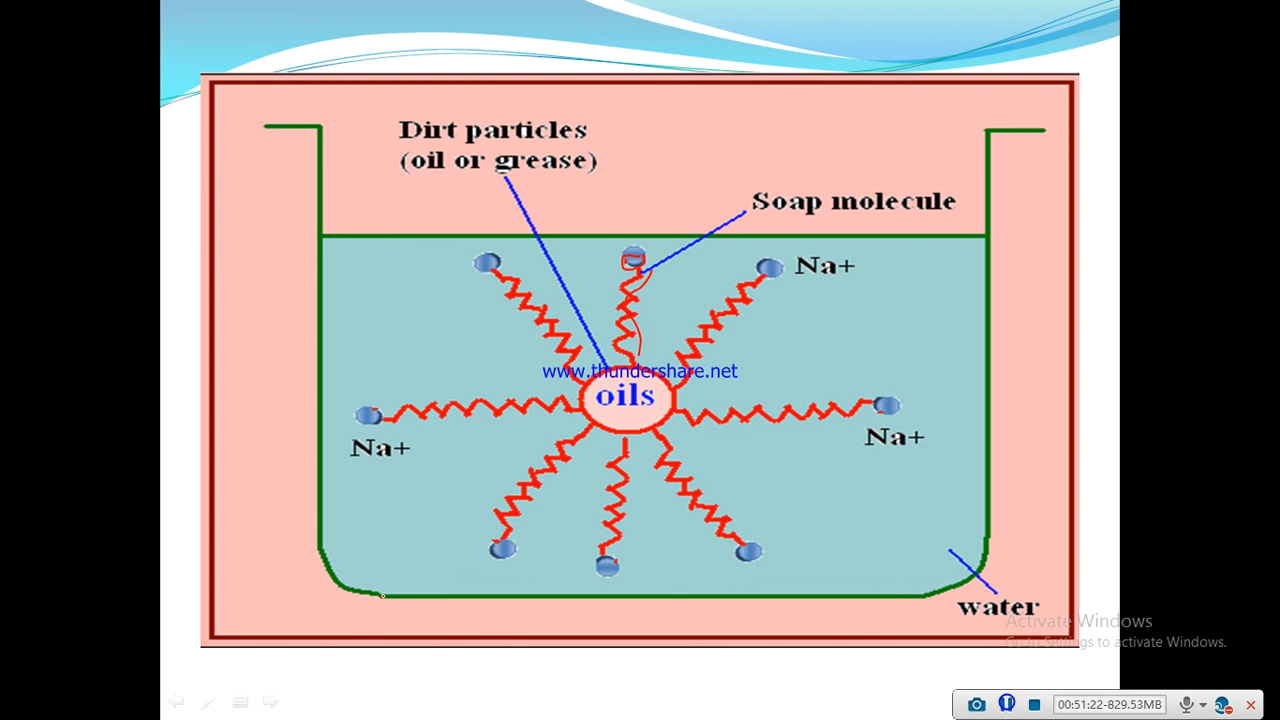 Dirt particles
(oil or grease)
Soap molecule
Na+
www.thundershare.net
oils
Na+
Na+
water
Activate Windows
Go to Settings to activate Windows.
00:51:22-829.53MB